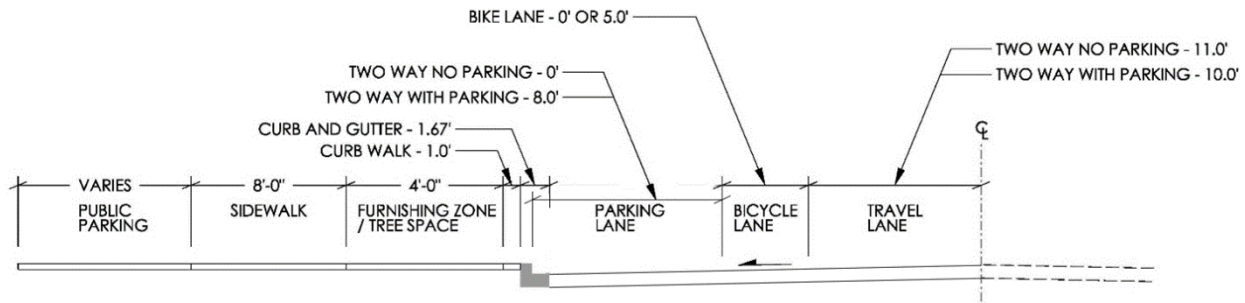 BIKE LANE - 0' OR 5.0'
TWO WAY NO PARKING - 11.0'
TWO WAY WITH PARKING - 10.0'
TWO WAY NO PARKING - 0'
TWO WAY WITH PARKING - 8.0'
CURB AND GUTTER - 1.67'
CURB WALK - 1.0'
CL
VARIES
8'-0"
4'-0"
PUBLIC
PARKING
SIDEWALK
FURNISHING ZONE
/ TREE SPACE
PARKING
LANE
BICYCLE
LANE
TRAVEL
LANE